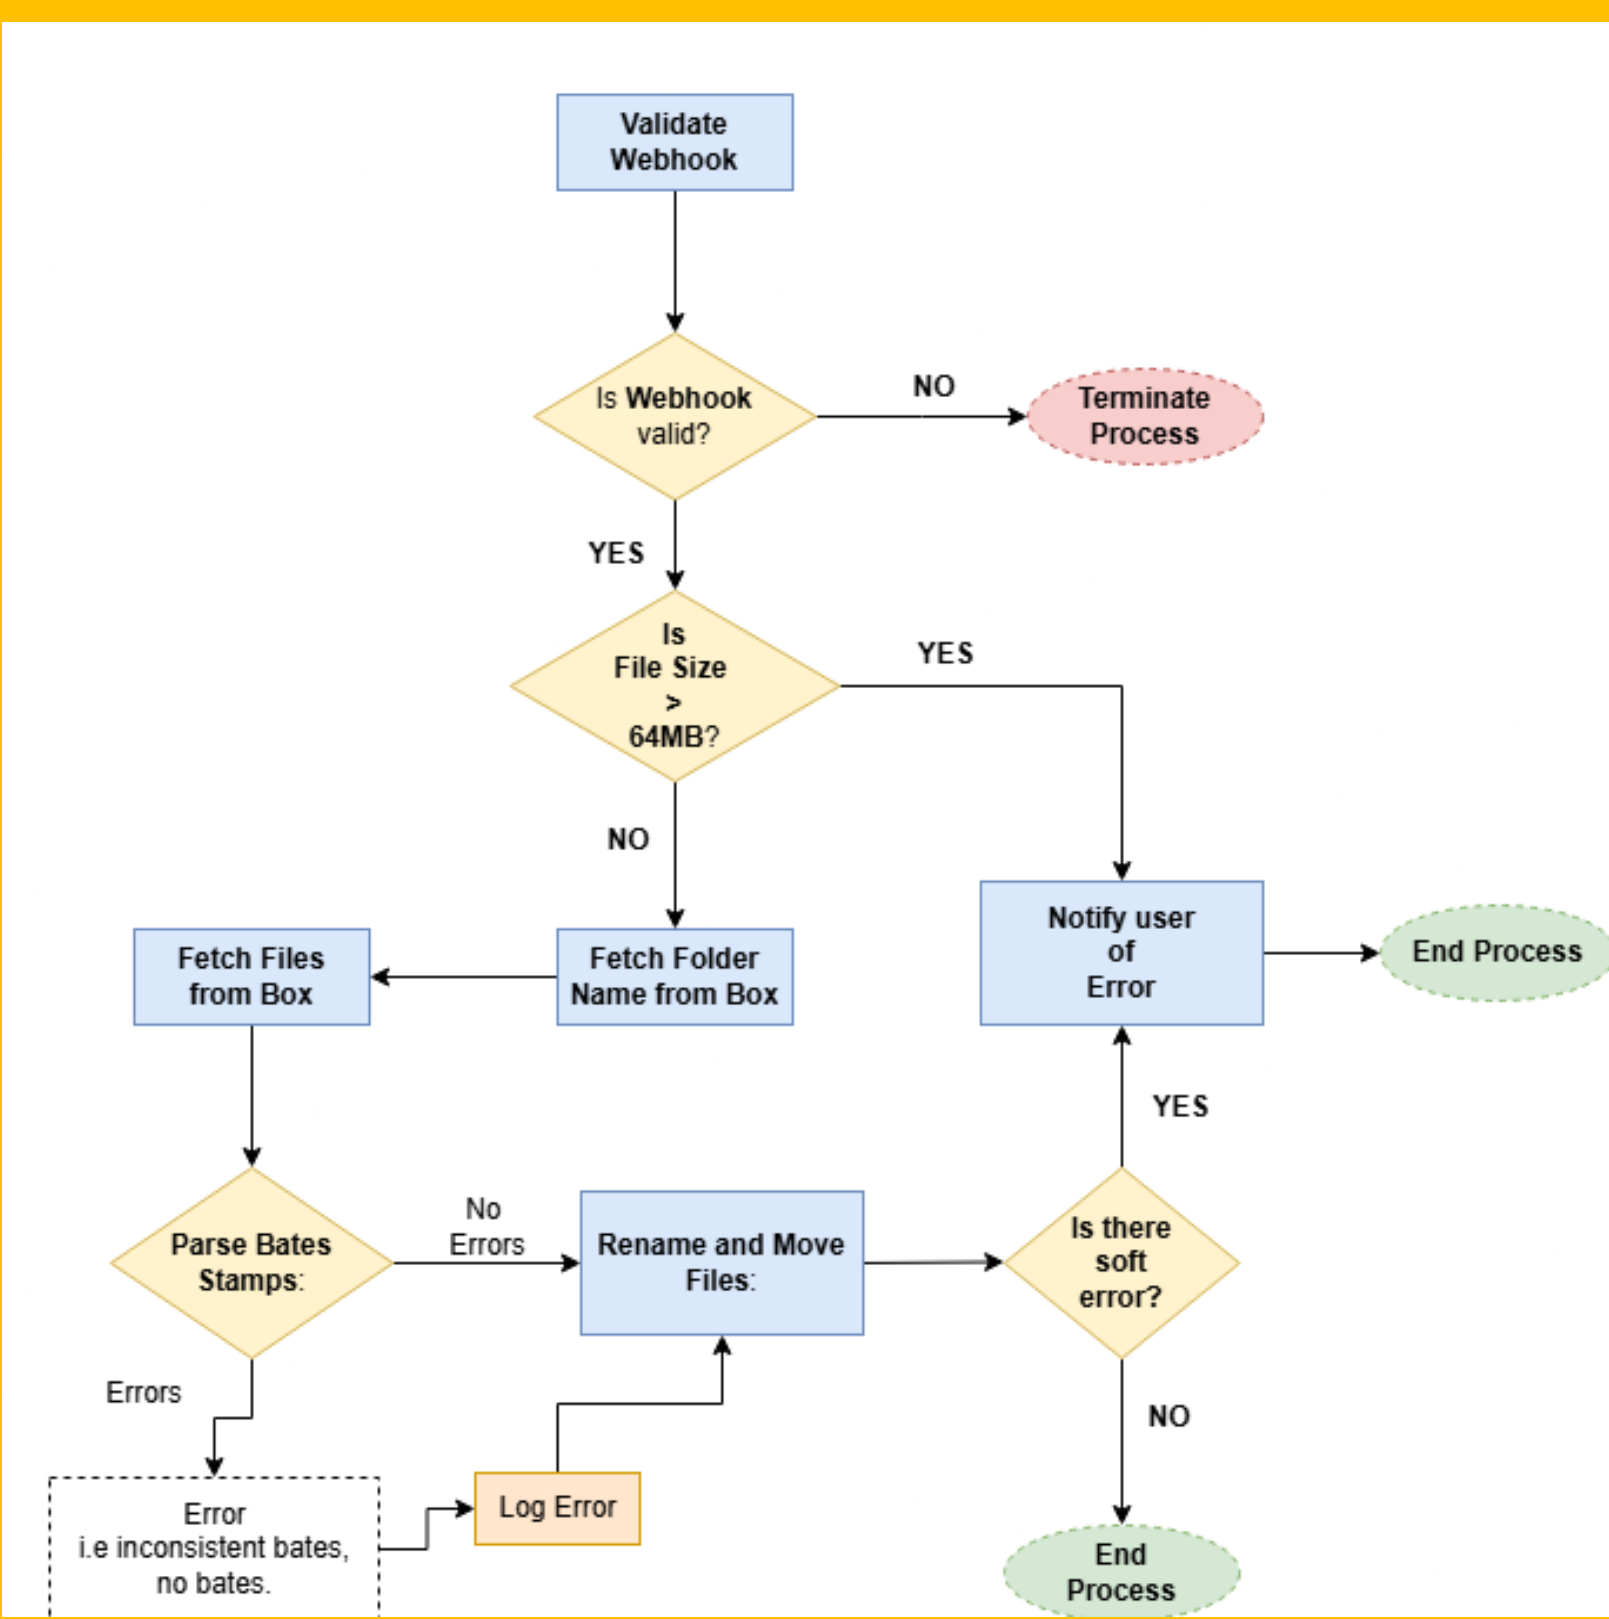 Validate
Webhook
Is Webhook
valid?
NO
Terminate
Process
YES
Is
File Size
>
64MB?
YES
NO
Fetch Files
from Box
Fetch Folder
Name from Box
Notify user
of
Error
End Process
YES
Parse Bates
Stamps:
No
Errors
Rename and Move
Files:
Is there
soft
error?
Errors
NO
Error
i.e inconsistent bates,
no bates.
Log Error
End
Process